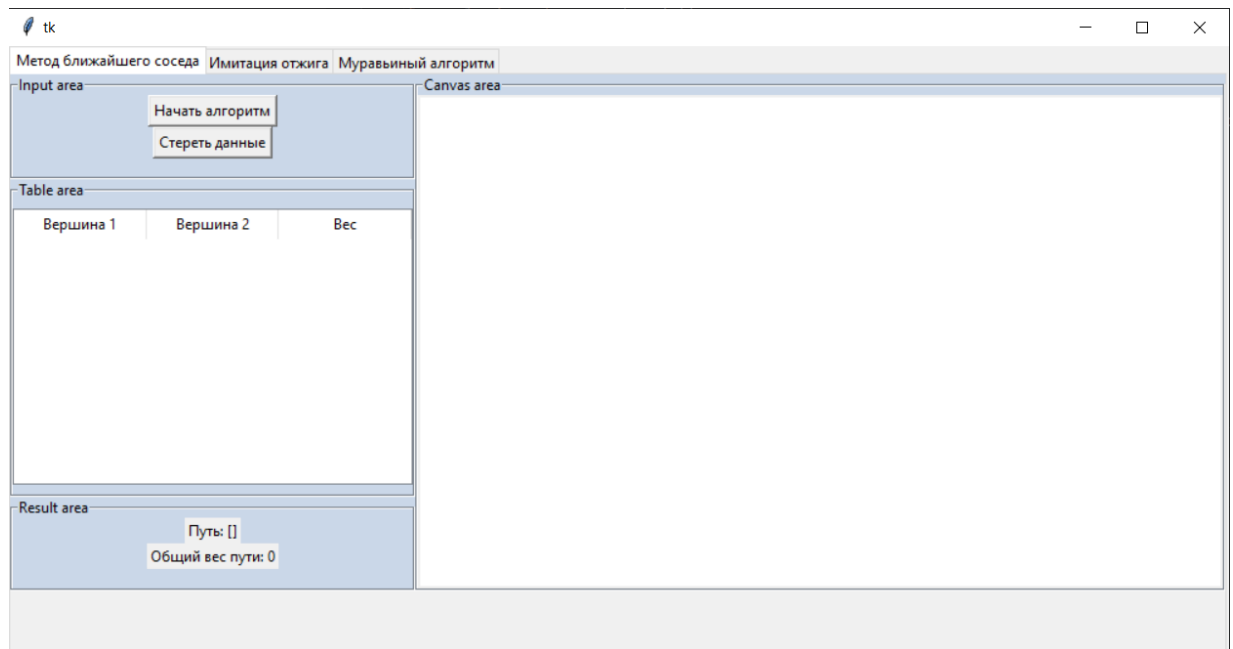 tk
Метод ближайшего соседа Имитация отжига Муравьиный алгоритм
Input area
Начать алгоритм
Стереть данные
Table area
Вершина 1 Вершина 2 Вес
Result area
Путь: []
Общий вес пути: 0
Canvas area